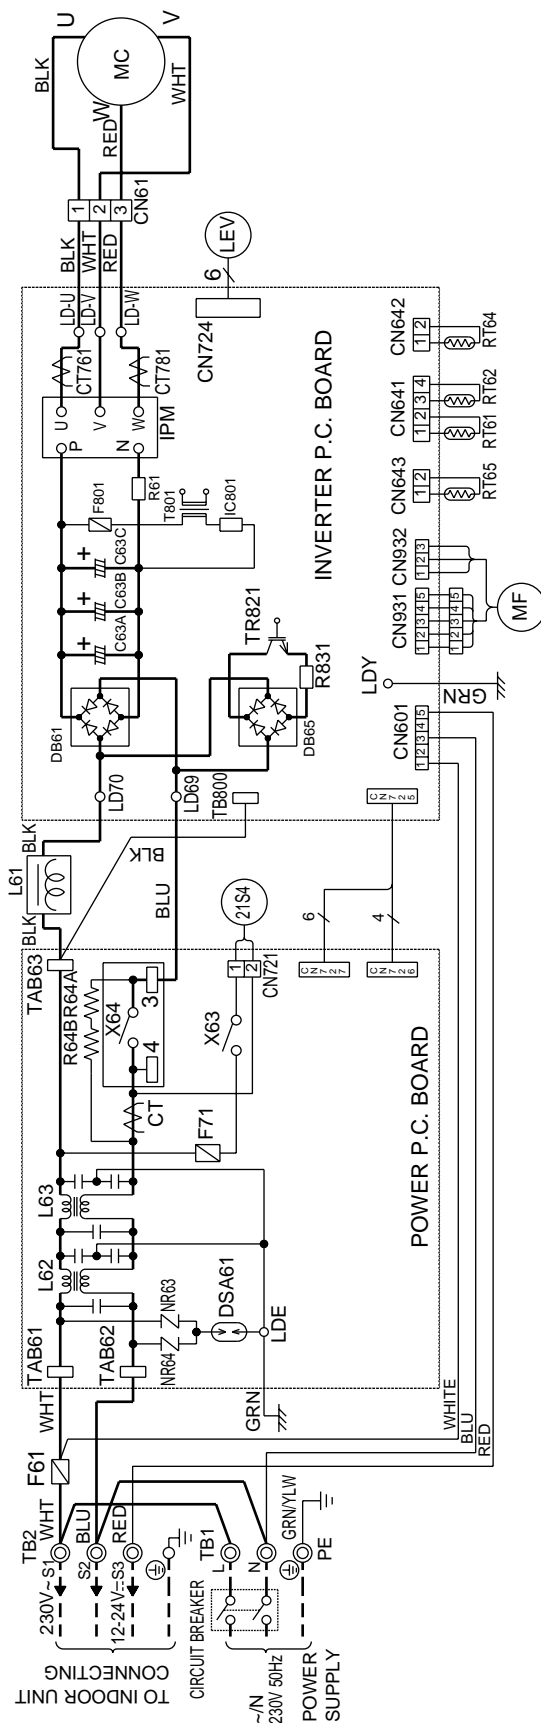 U
V
BLK
MC
WHT
W
RED
1 2 3
CN61
BLK
WHT
RED
LD-U
LD-V
LD-W
LEV
6
CN724
CT761
CT781
U
V
W
P
N
IPM
F801
R61
T801
IC801
C63C
C63B
C63A
+
+
+
INVERTER P.C. BOARD
CN642
1 2
RT64
CN641
1 2 3 4
RT62
RT61
CN643
1 2
RT65
CN932
1 2 3
CN931
1 2 3 4 5
1 2 3 4 5
MF
TR821
R831
DB61
DB65
LDY
GRN
CN601
1 2 3 4 5
LD70
LD69
TB800
CN725
L61
BLK
BLK
BLK
BLU
21S4
6
4
TAB63
R64B
R64A
X64
3
4
CT
X63
1 2
CN721
CN727
CN726
F71
POWER P.C. BOARD
L63
L62
NR63
NR64
DSA61
LDE
TAB61
TAB62
GRN
WHT
F61
WHT
WHITE
BLU
RED
TB2
BLU
RED
230V~
S1
S2
12-24V⎓
S3
TO INDOOR UNIT
CONNECTING
TB1
L
N
PE
GRN/YLW
CIRCUIT BREAKER
~/N
230V 50Hz
POWER
SUPPLY